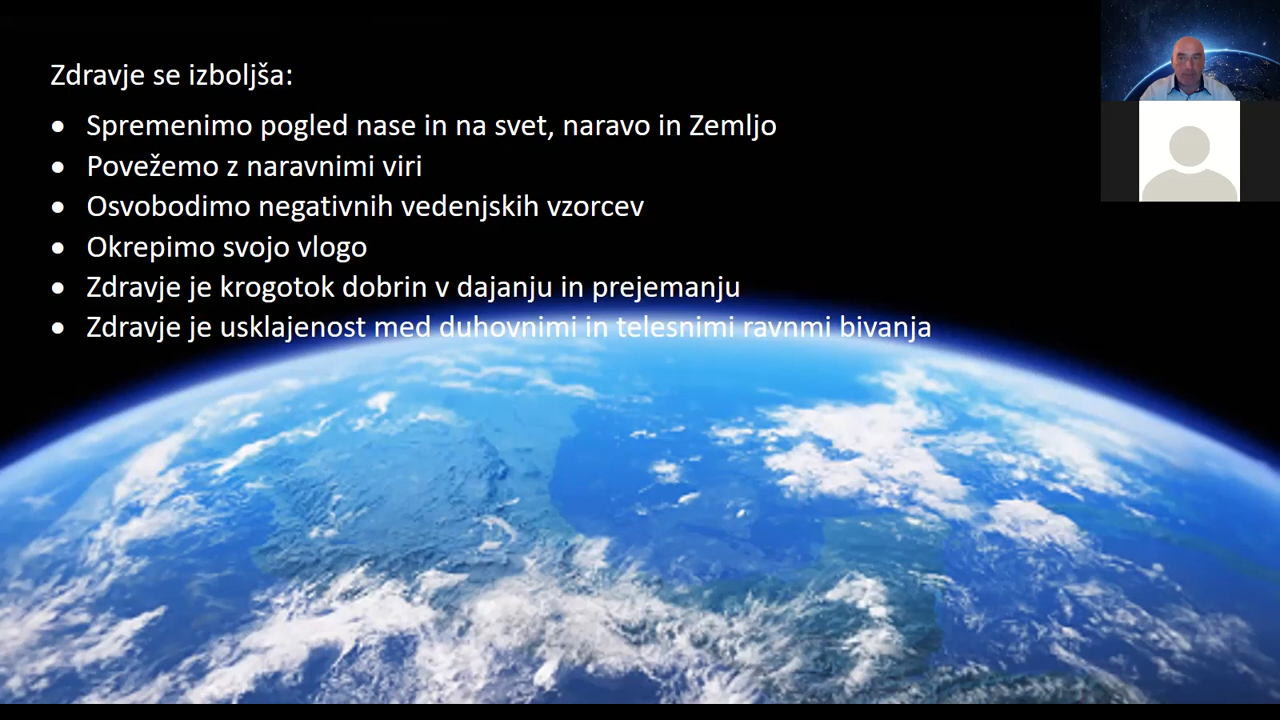 Zdravje se izboljša:
• Spremenimo pogled nase in na svet, naravo in Zemljo
• Povežemo z naravnimi viri
• Osvobodimo negativnih vedenjskih vzorcev
• Okrepimo svojo vlogo
• Zdravje je krogotok dobrin v dajanju in prejemanju
• Zdravje je usklajenost med duhovnimi in telesnimi ravnmi bivanja